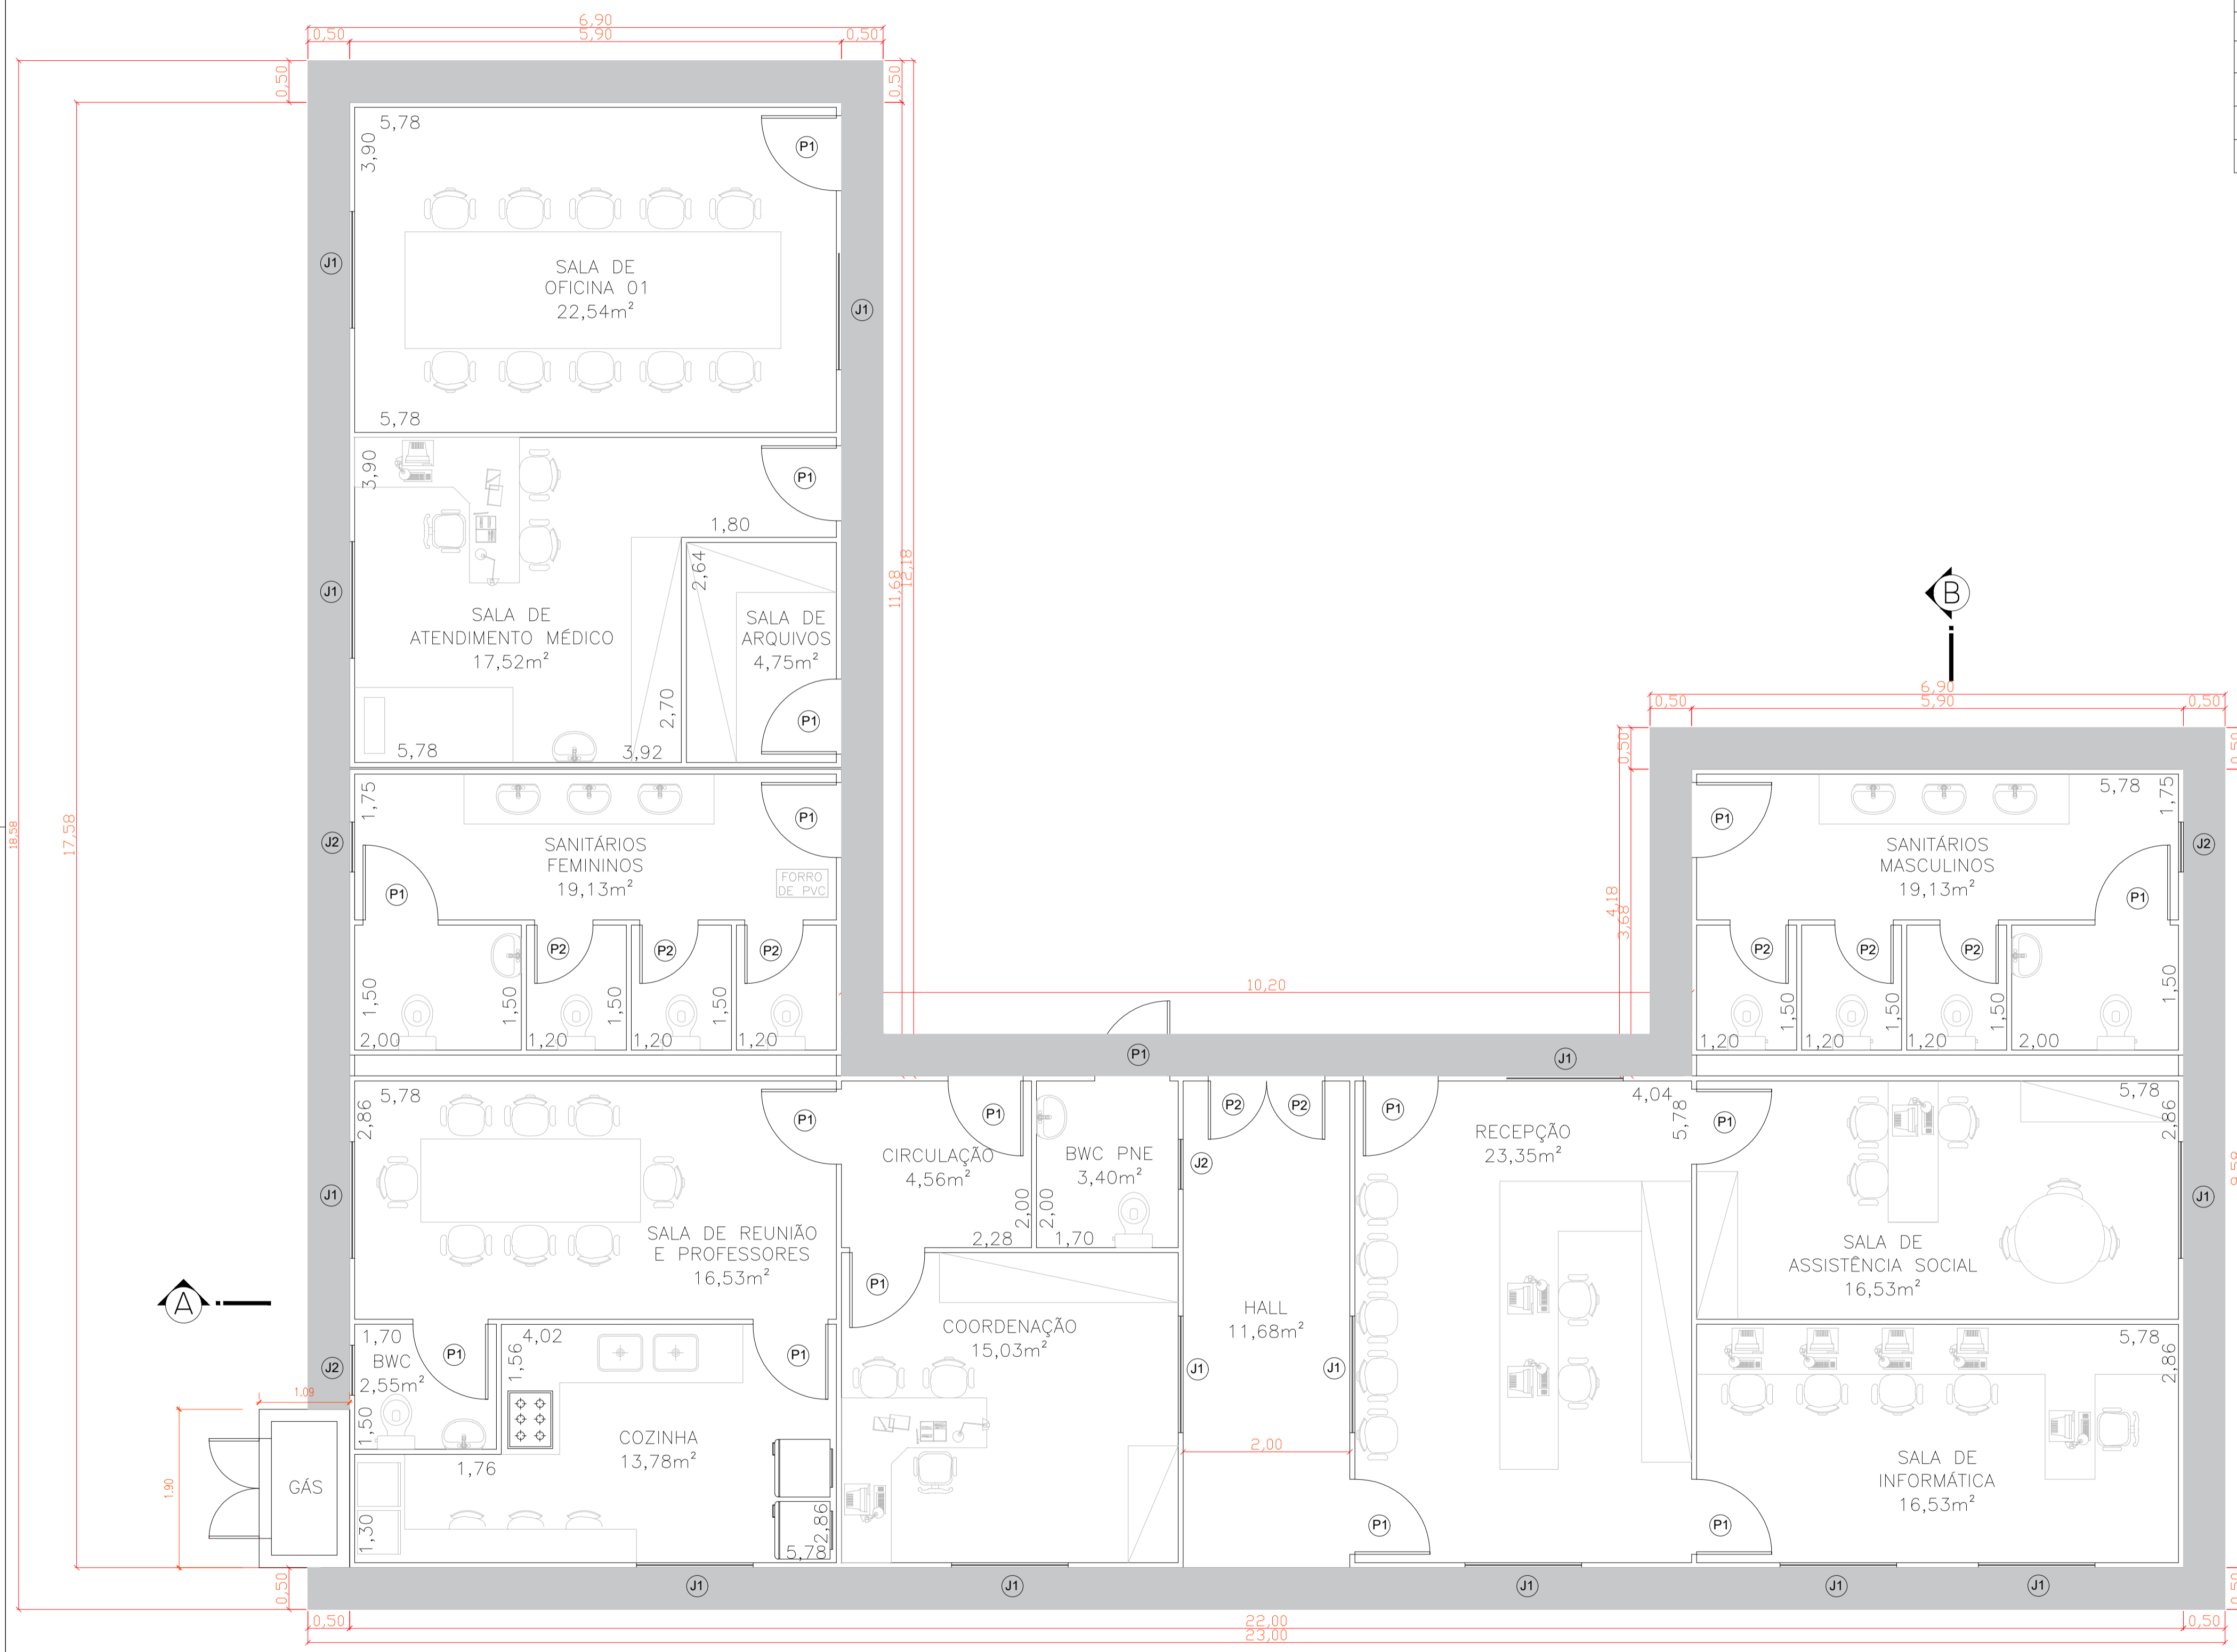 6,90
0,50 5,90 0,50
0,50
0,50
5,78
3,90
P1
J1
SALA DE
OFICINA 01
22,54m²
J1
5,78
3,90
P1
1,80
2,64
11,68
12,18
J1
SALA DE
ATENDIMENTO MÉDICO
17,52m²
SALA DE
ARQUIVOS
4,75m²
2,70
P1
5,78
3,92
B
6,90
0,50 5,90 0,50
0,50
0,50
18.58
17,58
1,75
P1
J2
SANITÁRIOS
FEMININOS
19,13m²
FORRO
DE PVC
P1
P2
P2
P2
1,50
1,50
1,50
1,50
2,00
1,20
1,20
1,20
4,18
3,68
10,20
5,78
1,75
P1
J2
SANITÁRIOS
MASCULINOS
19,13m²
P1
P2
P2
P2
1,50
1,50
1,50
1,50
1,20
1,20
1,20
2,00
P1
J1
5,78
2,86
P1
J1
SALA DE REUNIÃO
E PROFESSORES
16,53m²
P1
CIRCULAÇÃO
4,56m²
2,00
2,28
BWC PNE
3,40m²
2,00
1,70
P2
P2
J2
P1
4,04
5,78
RECEPÇÃO
23,35m²
P1
5,78
2,86
J1
SALA DE
ASSISTÊNCIA SOCIAL
16,53m²
A
J2
1,70
BWC
2,55m²
1,50
P1
4,02
1,56
P1
COZINHA
13,78m²
1,76
1,30
2,86
5,78
1.09
1.90
GÁS
P1
COORDENAÇÃO
15,03m²
HALL
11,68m²
J1
J1
2,00
P1
P1
5,78
2,86
SALA DE
INFORMÁTICA
16,53m²
0,50
J1
J1
J1
J1
J1
0,50 22,00 0,50
23,00